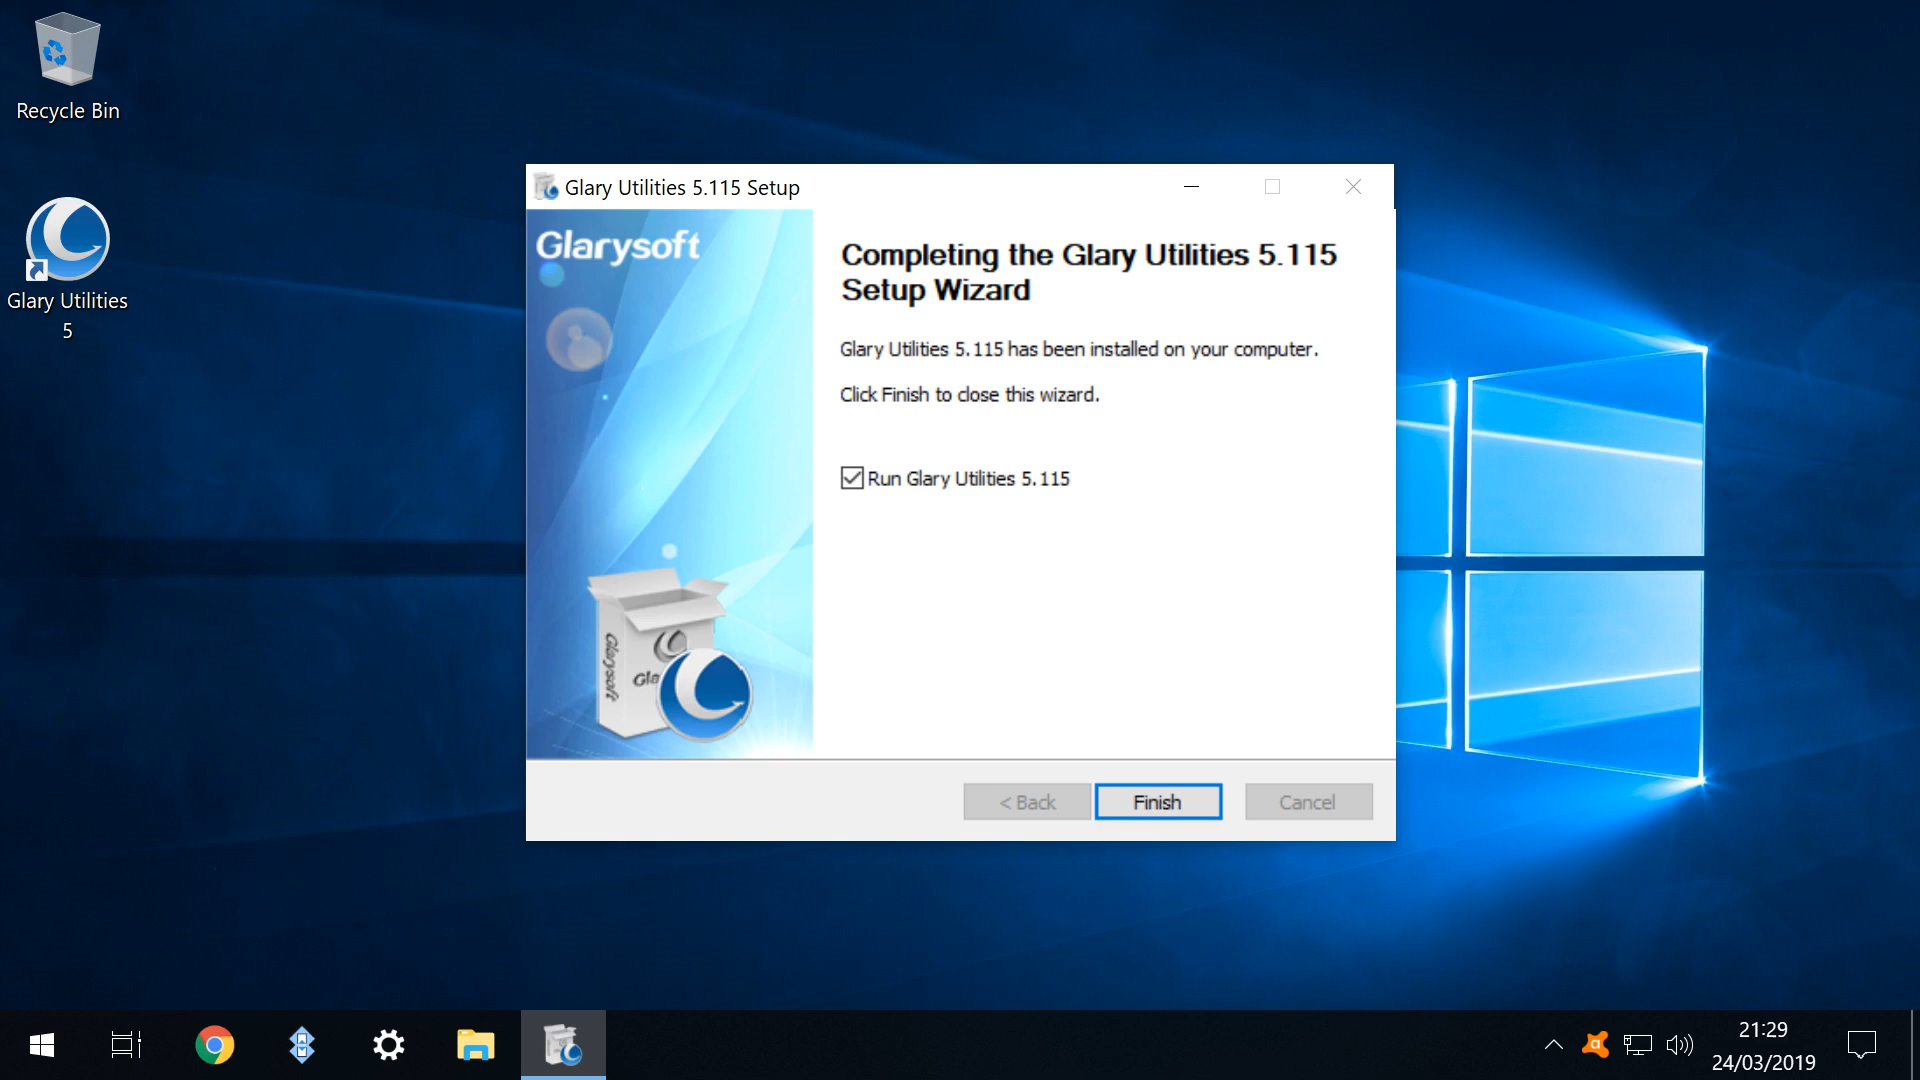 Recycle Bin
Glary Utilities
5
Glary Utilities 5.115 Setup
Glarysoft
Completing the Glary Utilities 5.115
Setup Wizard
Glary Utilities 5.115 has been installed on your computer.
Click Finish to close this wizard.
Run Glary Utilities 5.115
Glarysoft
Gla
< Back
Finish
Cancel
21:29
24/03/2019